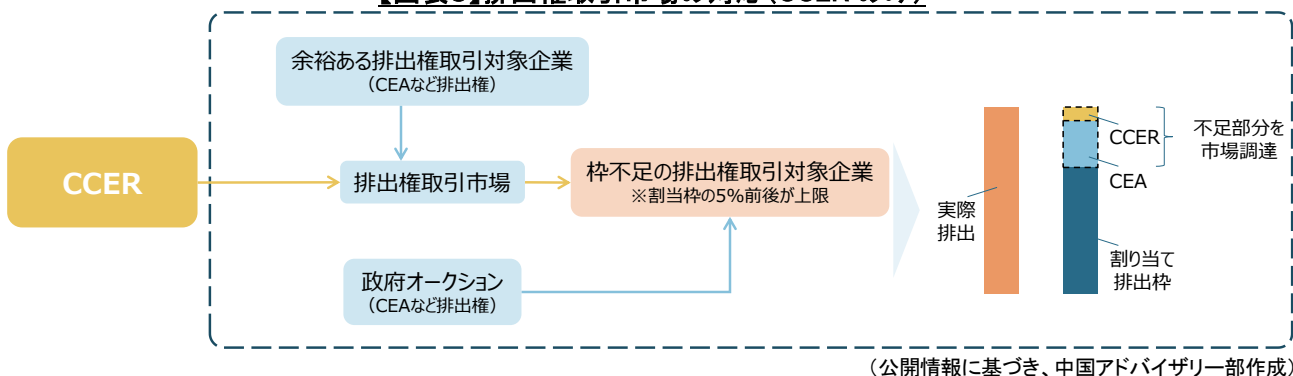 余裕ある排出権取引対象企業
（CEAなど排出権）
CCER
排出権取引市場
枠不足の排出権取引対象企業
※割当枠の5%前後が上限
政府オークション
（CEAなど排出権）
実際
排出
CCER
CEA
不足部分を
市場調達
割り当て
排出枠
（公開情報に基づき、中国アドバイザリー部作成）